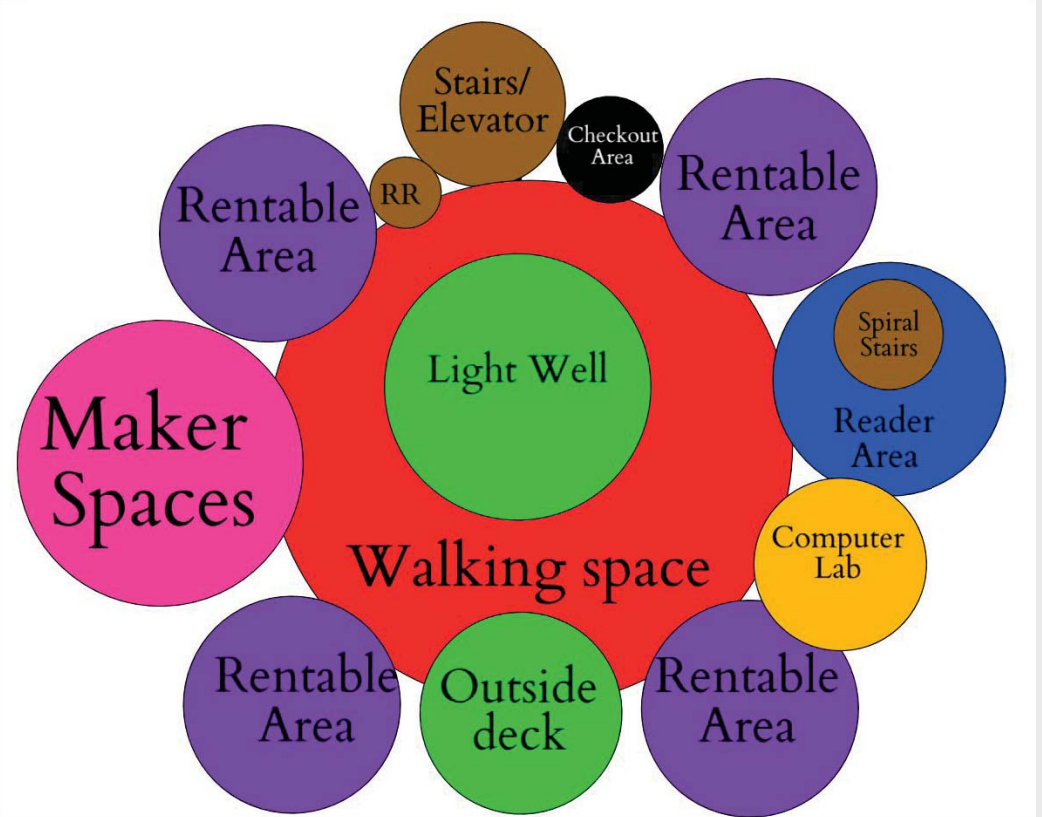 Stairs/
Elevator
Checkout
Area
Rentable
Area
RR
Rentable
Area
Spiral
Stairs
Light Well
Reader
Area
Maker
Spaces
Computer
Lab
Walking space
Rentable
Area
Outside
deck
Rentable
Area